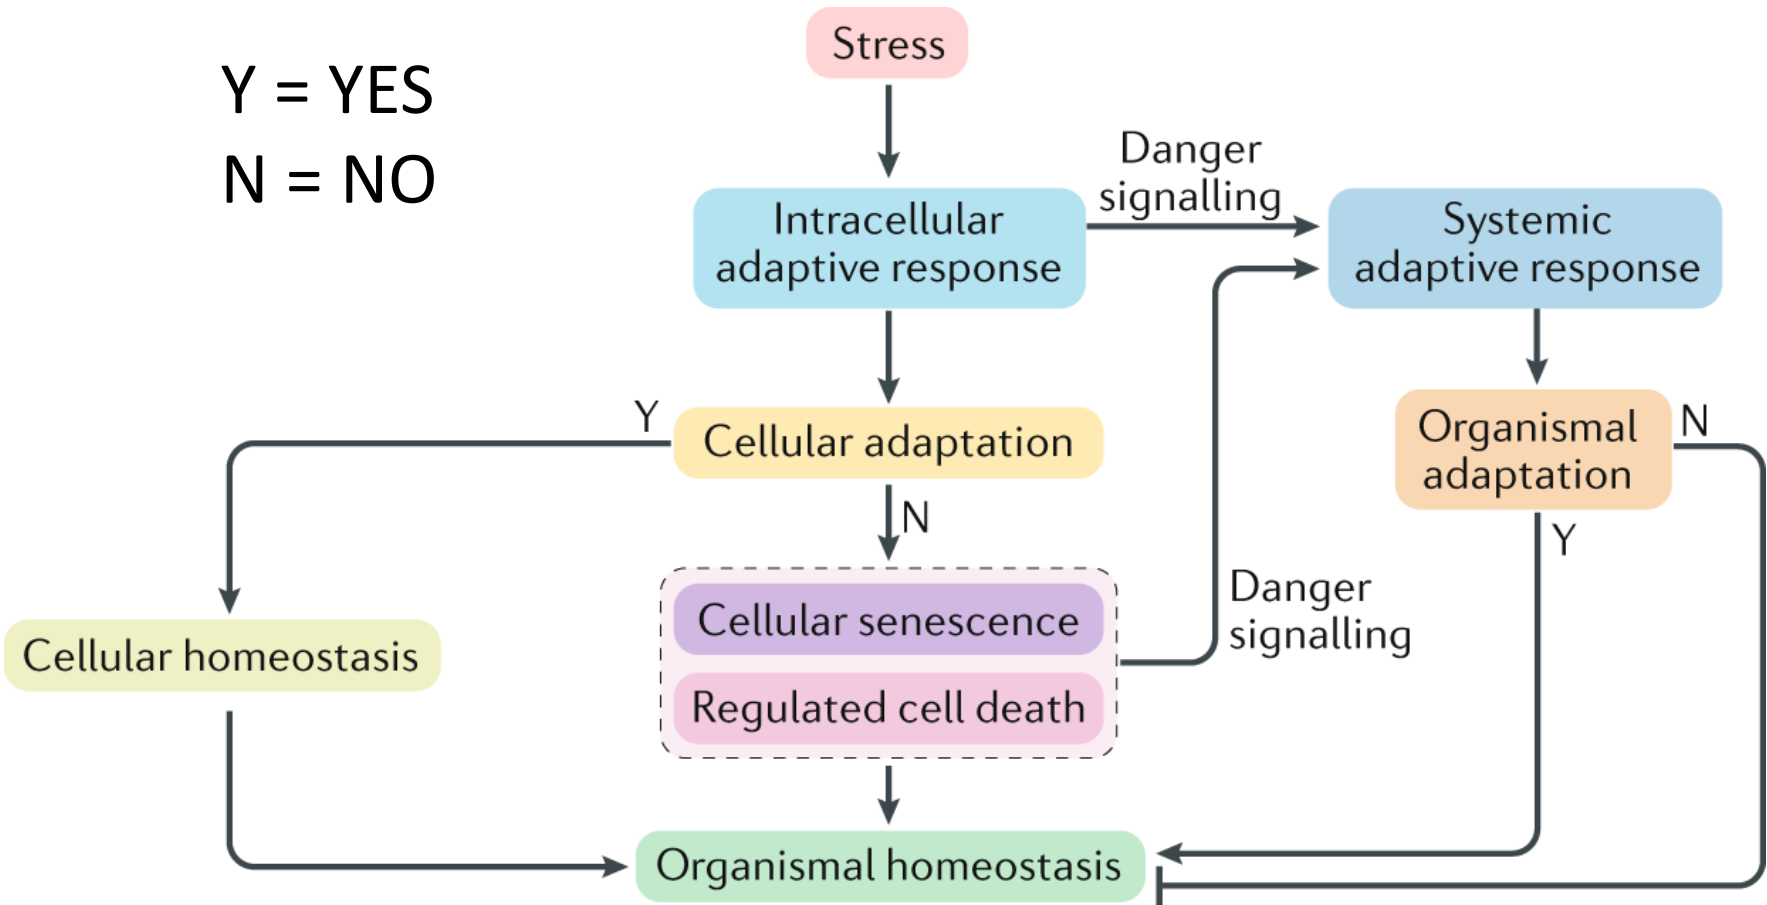 Y = YES
N = NO
Stress
Danger
signalling
Intracellular
adaptive response
Systemic
adaptive response
Y
Cellular adaptation
N
Organismal
adaptation
N
Y
Cellular senescence
Regulated cell death
Danger
signalling
Cellular homeostasis
Organismal homeostasis